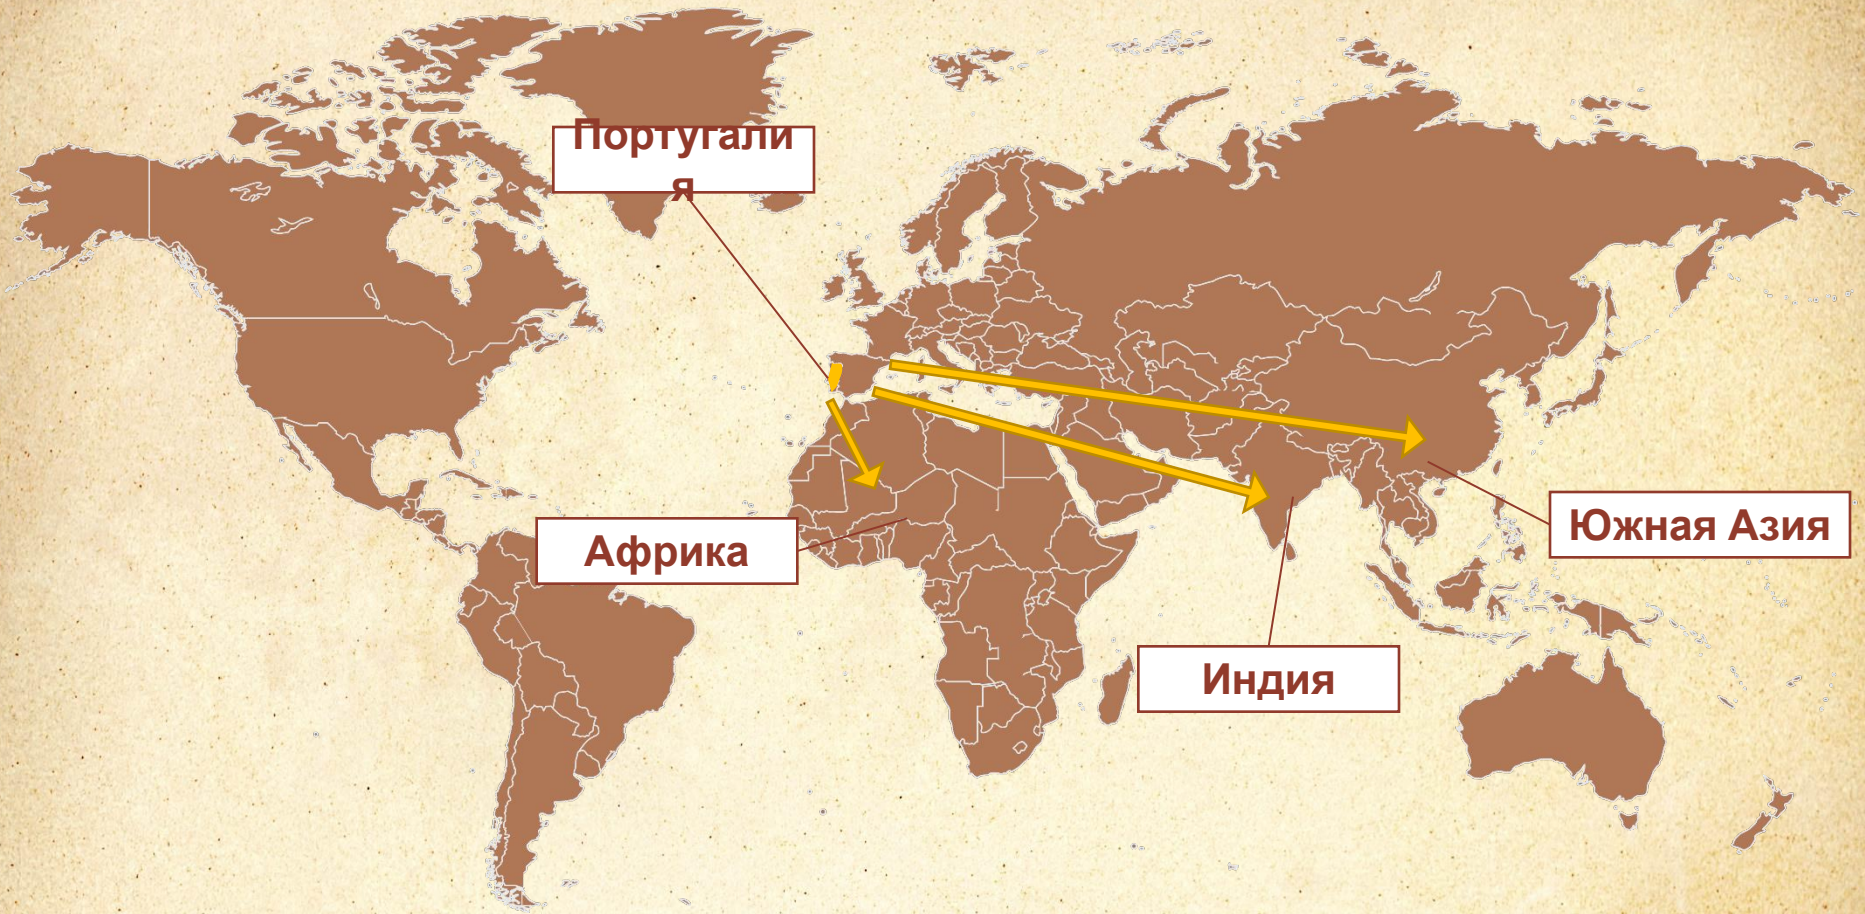 Португали
я
Африка
Южная Азия
Индия